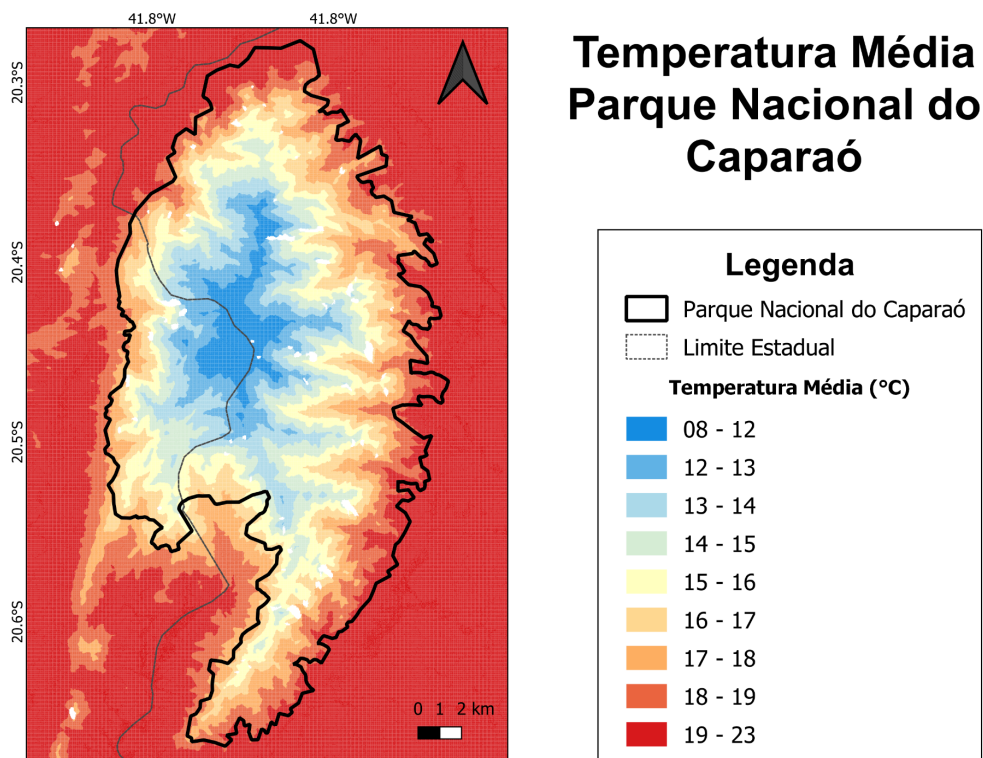 41.8°W 41.8°W
Temperatura Média
Parque Nacional do
Caparaó
20.3°S
20.4°S
20.5°S
20.6°S
0 1 2 km
Legenda
Parque Nacional do Caparaó
Limite Estadual
Temperatura Média (°C)
08 - 12
12 - 13
13 - 14
14 - 15
15 - 16
16 - 17
17 - 18
18 - 19
19 - 23